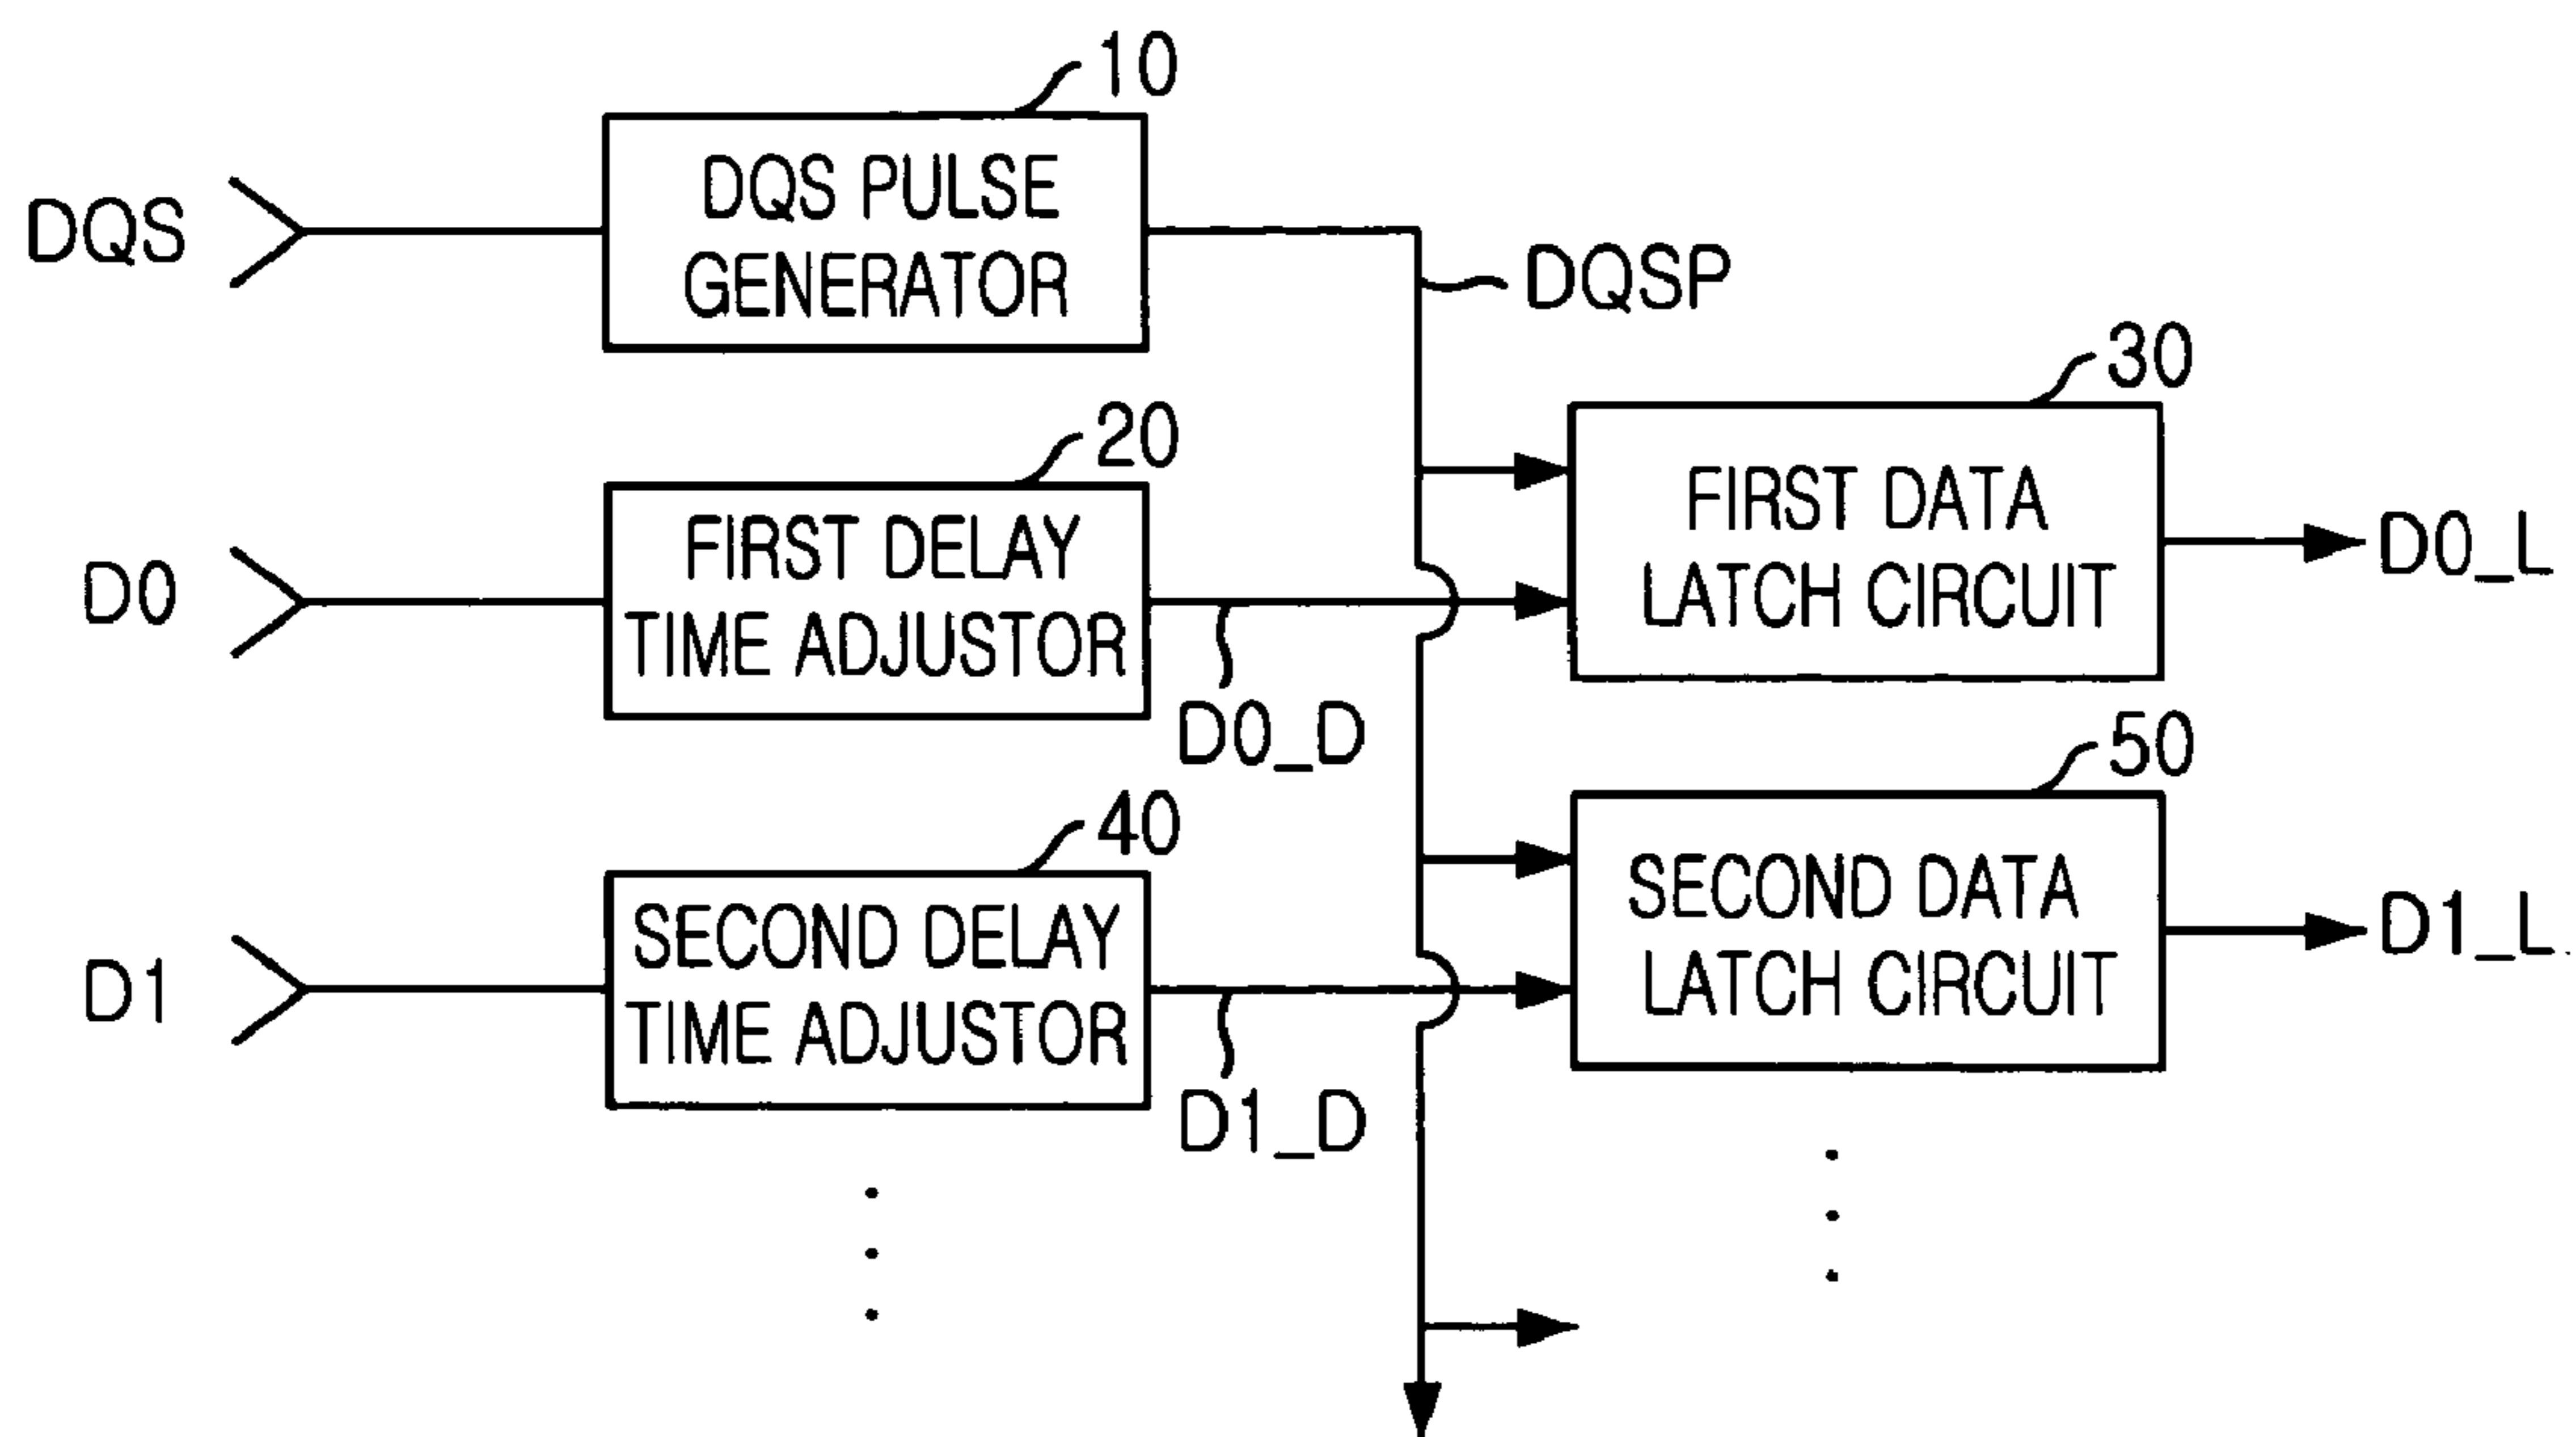 10
DQS
DQS PULSE
GENERATOR
DQSP
20
30
D0
FIRST DELAY
TIME ADJUSTOR
D0_D
FIRST DATA
LATCH CIRCUIT
D0_L
40
50
D1
SECOND DELAY
TIME ADJUSTOR
D1_D
SECOND DATA
LATCH CIRCUIT
D1_L